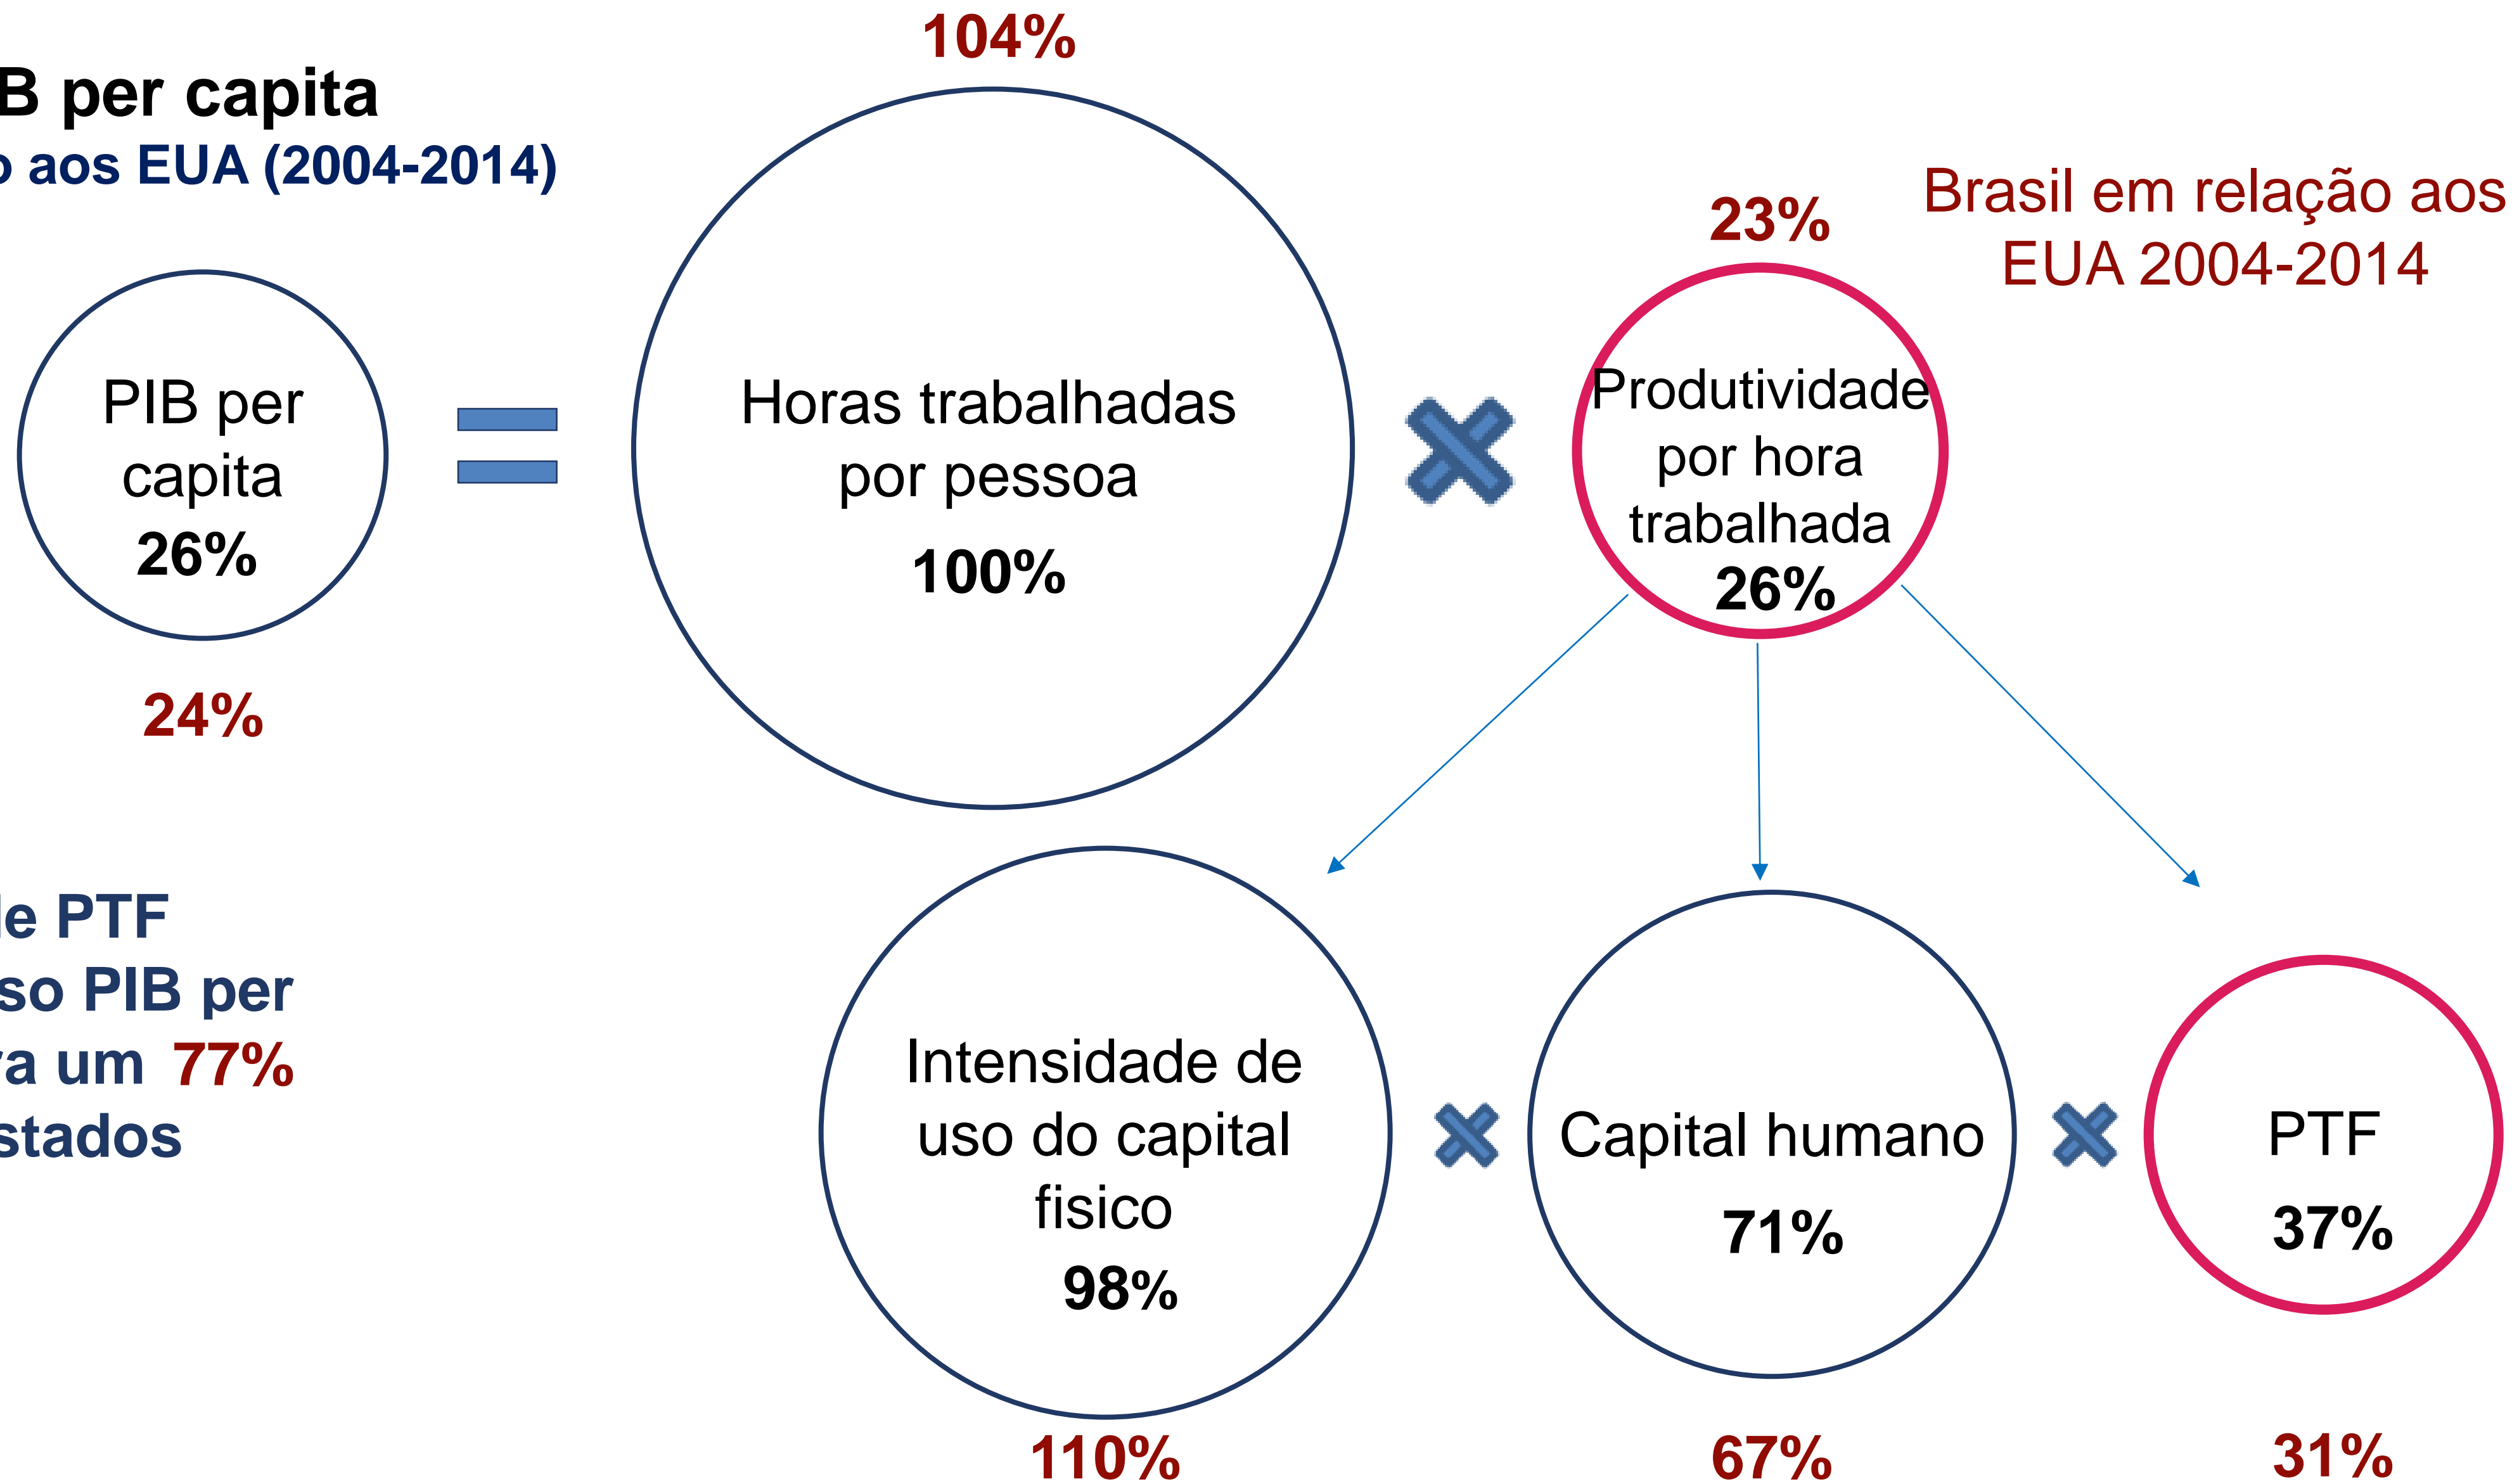 104%
B per capita
o aos EUA (2004-2014)
23%
Brasil em relação aos
EUA 2004-2014
PIB per
capita
26%
24%
Horas trabalhadas
por pessoa
100%
Produtividade
por hora
trabalhada
26%
le PTF
so PIB per
ra um 77%
stados
Intensidade de
uso do capital
fisico
98%
110%
Capital humano
71%
67%
PTF
37%
31%